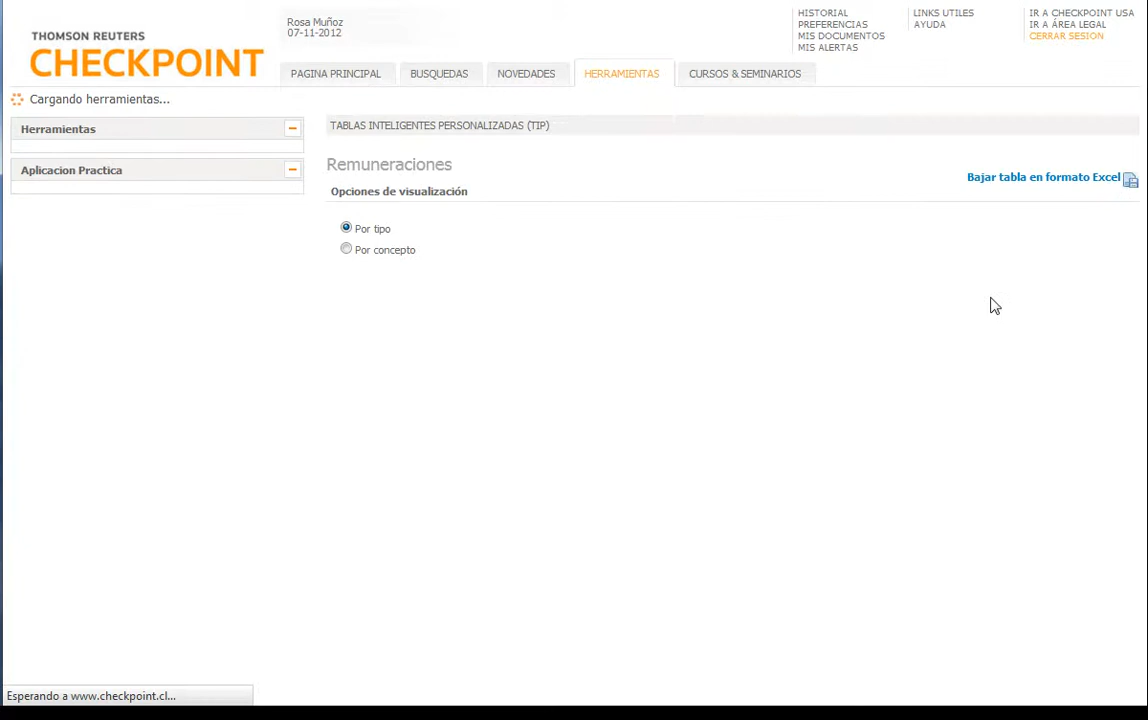 THOMSON REUTERS
CHECKPOINT
Rosa Muñoz
07-11-2012
HISTORIAL
PREFERENCIAS
MIS DOCUMENTOS
MIS ALERTAS
LINKS UTILES
AYUDA
IR A CHECKPOINT USA
IR A ÁREA LEGAL
CERRAR SESION
PAGINA PRINCIPAL
BUSQUEDAS
NOVEDADES
HERRAMIENTAS
CURSOS & SEMINARIOS
Cargando herramientas...
Herramientas
Aplicacion Practica
TABLAS INTELIGENTES PERSONALIZADAS (TIP)
Remuneraciones
Bajar tabla en formato Excel
Opciones de visualización
Por tipo
Por concepto
Esperando a www.checkpoint.cl...